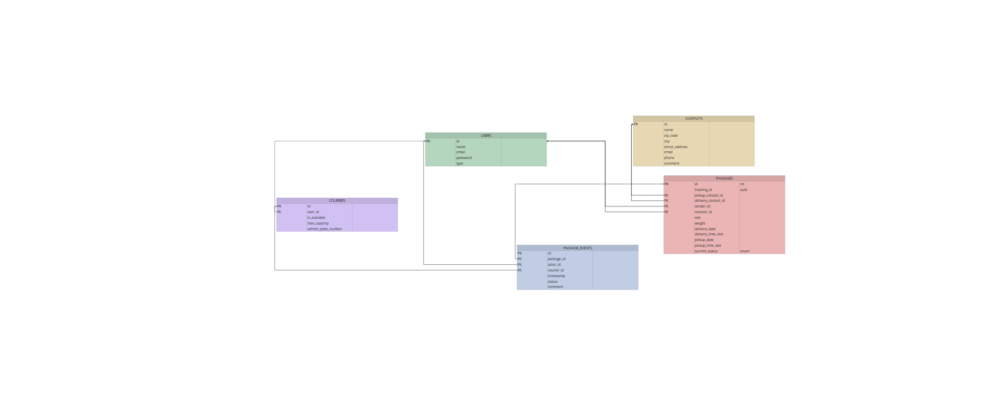 CONTACTS
PK id
name
zip_code
city
street_address
email
phone
comment
USERS
PK id
name
email
password
type
PACKAGES
PK id int
tracking_id uuid
FK pickup_contact_id
FK delivery_contact_id
FK sender_id
FK receiver_id
size
weight
delivery_date
delivery_time_slot
pickup_date
pickup_time_slot
current_status enum
COURIERS
PK id
FK user_id
is_available
max_capacity
vehicle_plate_number
PACKAGE_EVENTS
PK id
FK package_id
FK actor_id
FK courier_id
timestamp
status
comment